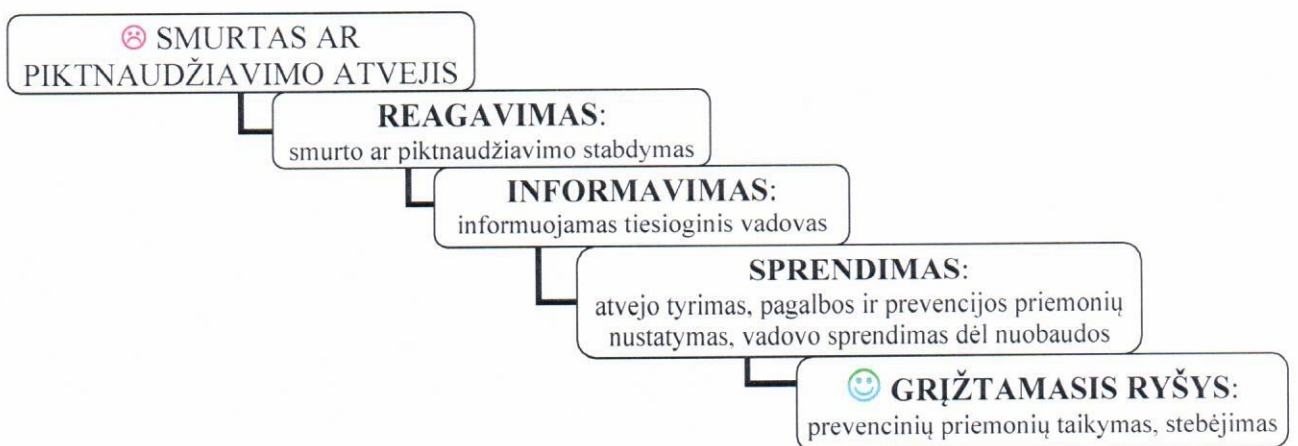 ☹ SMURTAS AR
PIKTNAUDŽIAVIMO ATVEJIS
REAGAVIMAS:
smurto ar piktnaudžiavimo stabdymas
INFORMAVIMAS:
informuojamas tiesioginis vadovas
SPRENDIMAS:
atvejo tyrimas, pagalbos ir prevencijos priemonių
nustatymas, vadovo sprendimas dėl nuobaudos
☺ GRĮŽTAMASIS RYŠYS:
prevencinių priemonių taikymas, stebėjimas